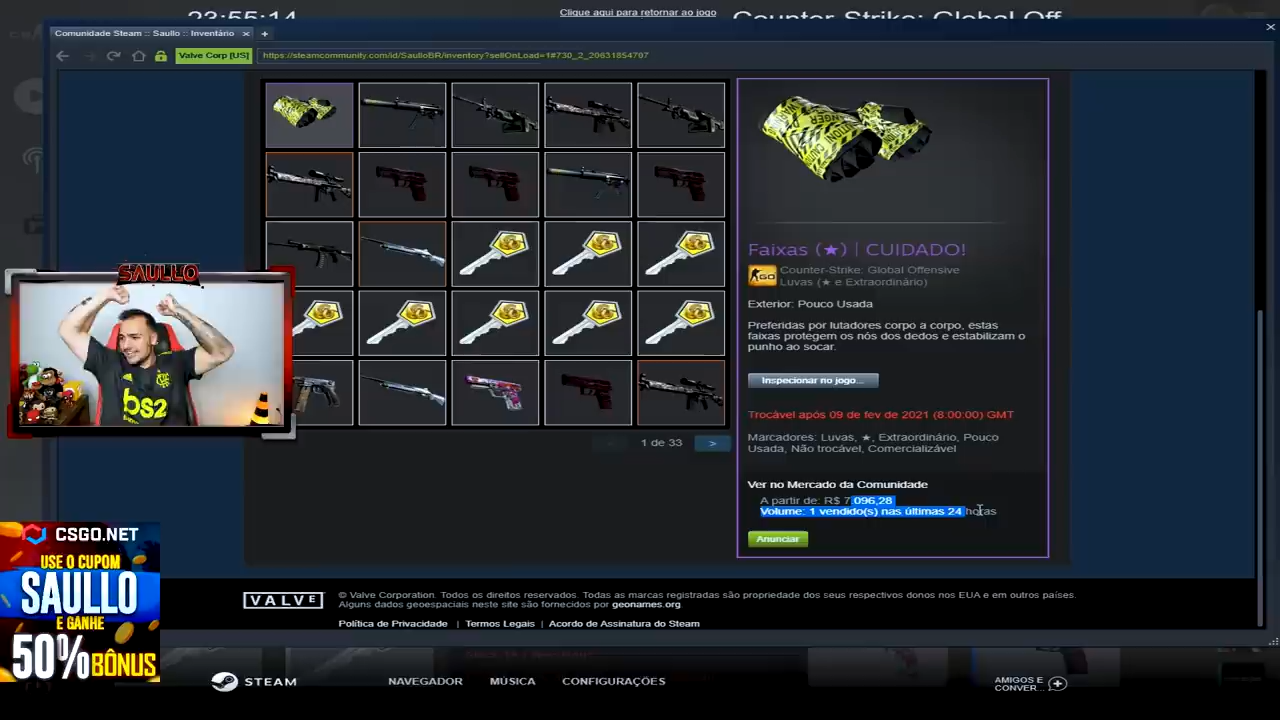 23:55:14
Clique aqui para retornar ao jogo
Counter-Strike: Global Off
Comunidade Steam :: Saullo :: Inventário
Valve Corp [US]
https://steamcommunity.com/id/SaulloBR/inventory?sellOnLoad=1#730_2_20631854797
Faixas (★) | CUIDADO!
Counter-Strike: Global Offensive
Luvas (★ e Extraordinário)
Exterior: Pouco Usada
Preferidas por lutadores corpo a corpo, estas
faixas protegem os nós dos dedos e estabilizam o
punho ao socar.
Inspecionar no jogo...
Trocável após 09 de fev de 2021 (8:00:00) GMT
Marcadores: Luvas, ★, Extraordinário, Pouco
Usada, Não trocável, Comercializável
Ver no Mercado da Comunidade
A partir de: R$ 7.096,28
Volume: 1 vendido(s) nas últimas 24 horas
Anunciar
1 de 33 >
SAULLO
bs2
CSGO.NET
USE O CUPOM
SAULLO
E GANHE
50% BÔNUS
VALVE
© Valve Corporation. Todos os direitos reservados. Todas as marcas registradas são propriedade dos seus respectivos donos nos EUA e em outros países.
Alguns dados geoespaciais neste site são fornecidos por geonames.org.
Política de Privacidade | Termos Legais | Acordo de Assinatura do Steam
STEAM
NAVEGADOR
MÚSICA
CONFIGURAÇÕES
AMIGOS E
CONVER...